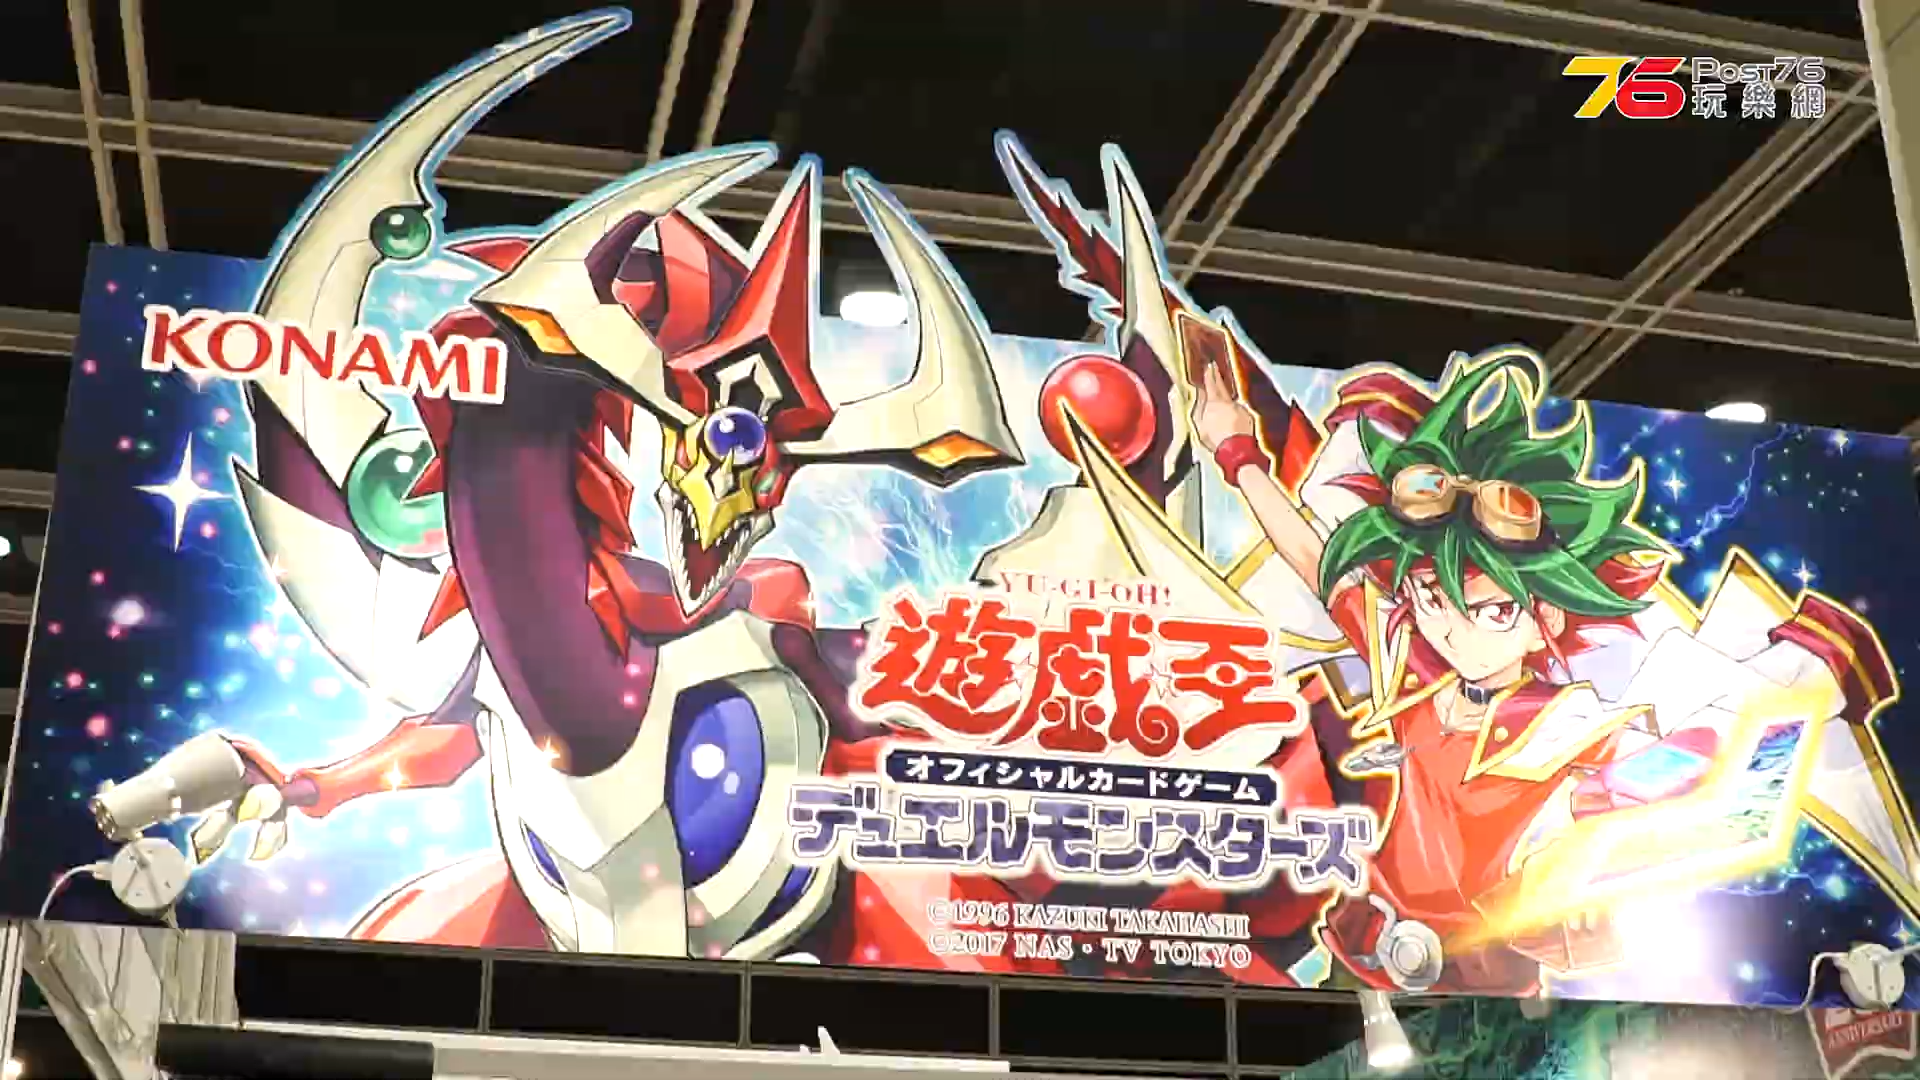 76 Post76
玩樂網
KONAMI
YU-GI-OH!
遊戯王
オフィシャルカードゲーム
デュエルモンスターズ
©1996 KAZUKI TAKAHASHI
©2017 NAS・TV TOKYO
ANNIVERSARY